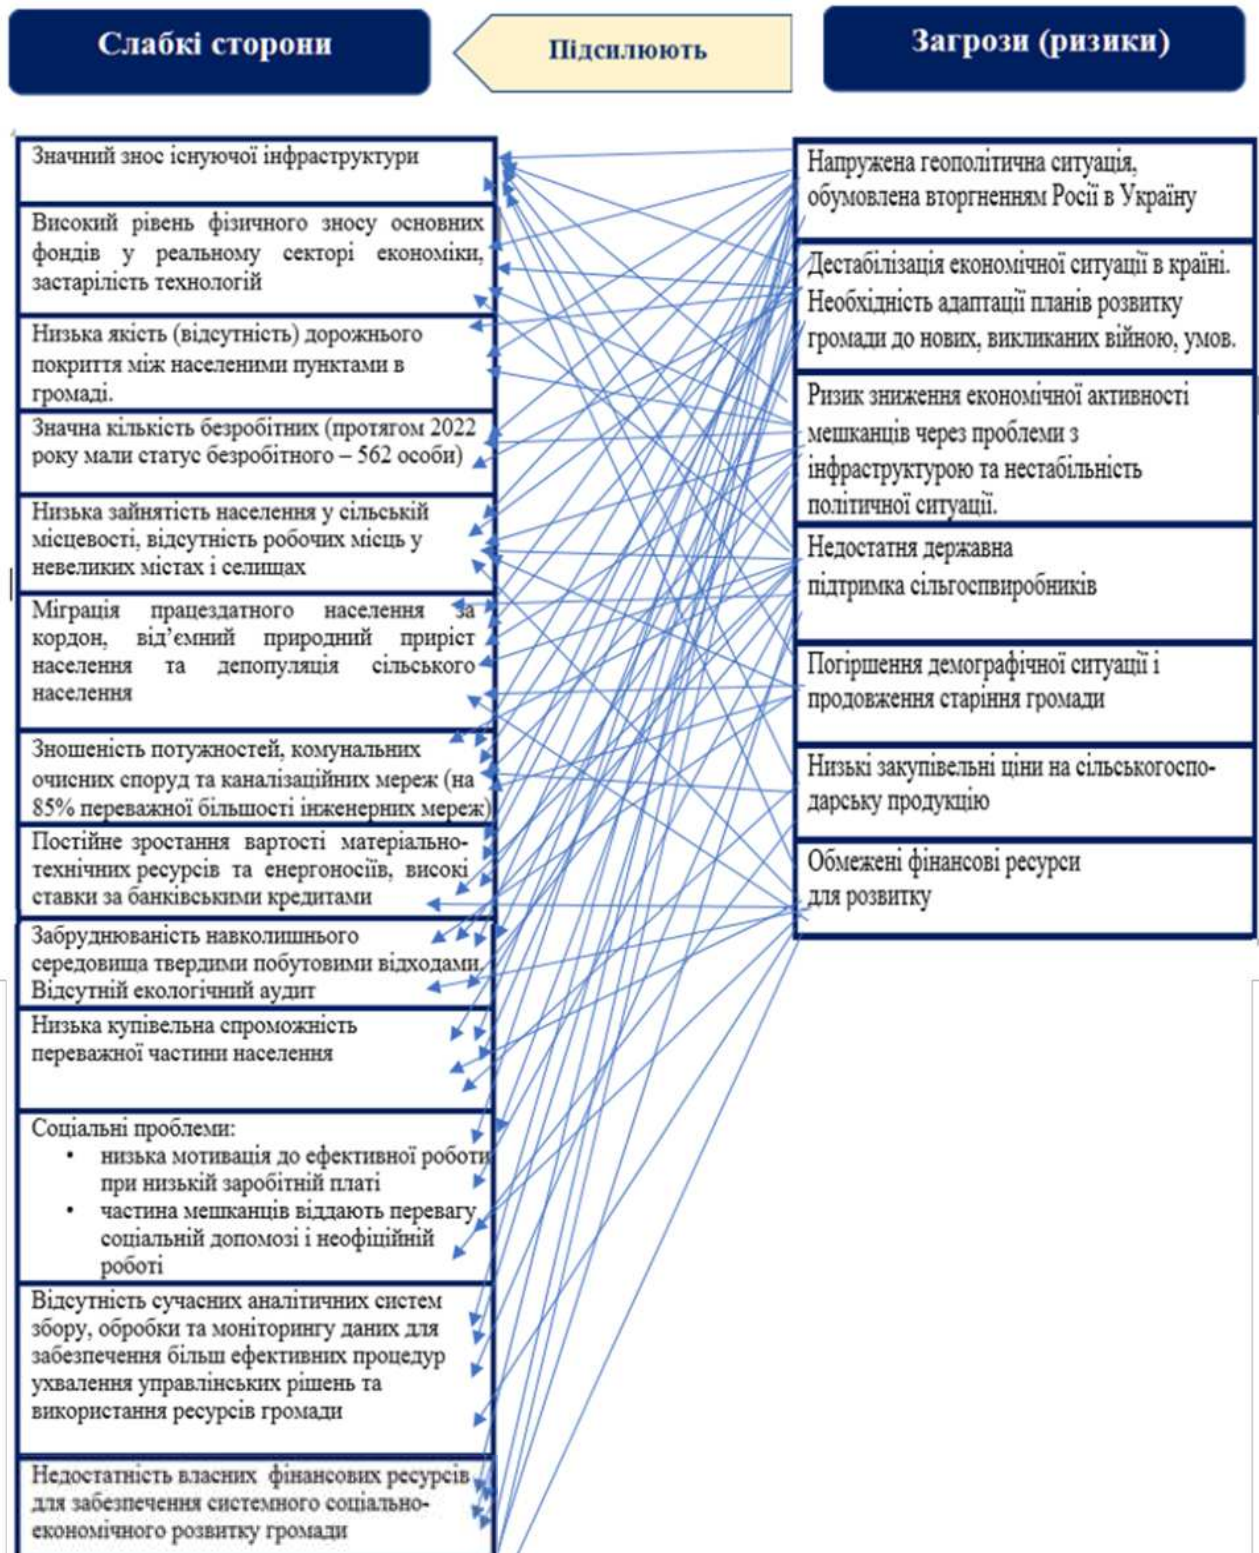 Слабкі сторони
Підсилюють
Загрози (ризики)
Значний знос існуючої інфраструктури
Високий рівень фізичного зносу основних
фондів у реальному секторі економіки,
застарілість технологій
Низька якість (відсутність) дорожнього
покриття між населеними пунктами в
громаді.
Значна кількість безробітних (протягом 2022
року мали статус безробітного – 562 особи)
Низька зайнятість населення у сільській
місцевості, відсутність робочих місць у
невеликих містах і селищах
Міграція працездатного населення за
кордон, від’ємний природний приріст
населення та депопуляція сільського
населення
Зношеність потужностей, комунальних
очисних споруд та каналізаційних мереж (на
85% переважної більшості інженерних мереж)
Постійне зростання вартості матеріально-
технічних ресурсів та енергоносіїв, високі
ставки за банківськими кредитами
Забруднюваність навколишнього
середовища твердими побутовими відходами.
Відсутній екологічний аудит
Низька купівельна спроможність
переважної частини населення
Соціальні проблеми:
• низька мотивація до ефективної роботи
при низькій заробітній платі
• частина мешканців віддають перевагу
соціальній допомозі і неофіційній
роботі
Відсутність сучасних аналітичних систем
збору, обробки та моніторингу даних для
забезпечення більш ефективних процедур
ухвалення управлінських рішень та
використання ресурсів громади
Недостатність власних фінансових ресурсів
для забезпечення системного соціально-
економічного розвитку громади
Напружена геополітична ситуація,
обумовлена вторгненням Росії в Україну
Дестабілізація економічної ситуації в країні.
Необхідність адаптації планів розвитку
громади до нових, викликаних війною, умов.
Ризик зниження економічної активності
мешканців через проблеми з
інфраструктурою та нестабільність
політичної ситуації.
Недостатня державна
підтримка сільгоспвиробників
Погіршення демографічної ситуації і
продовження старіння громади
Низькі закупівельні ціни на сільськогоспо-
дарську продукцію
Обмежені фінансові ресурси
для розвитку